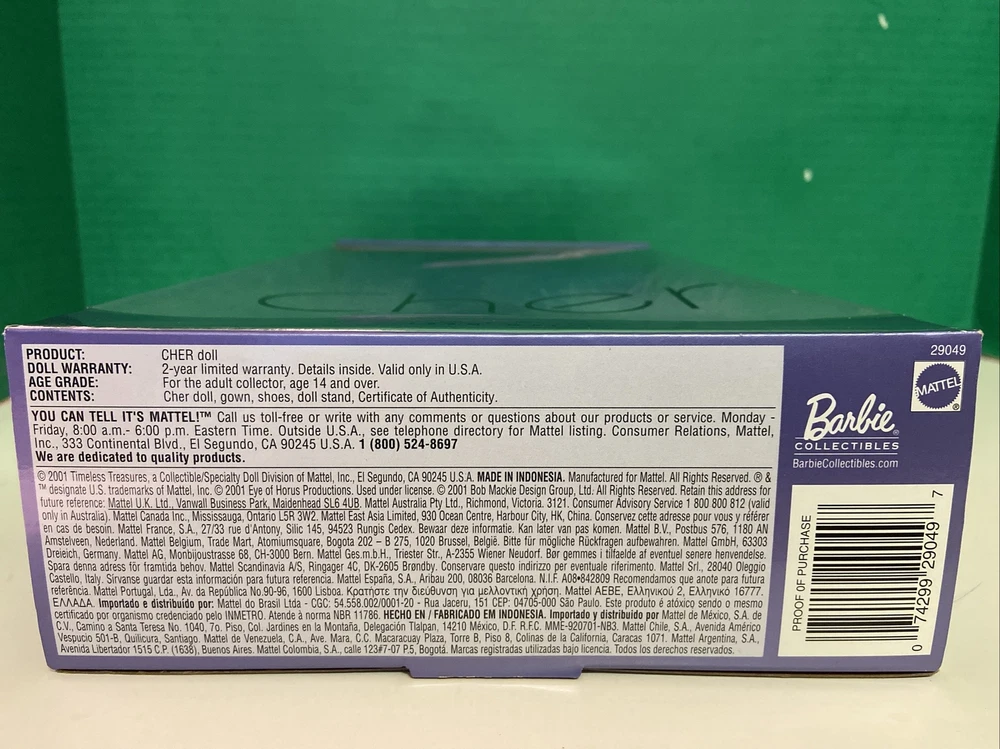 cher
PRODUCT: CHER doll
DOLL WARRANTY: 2-year limited warranty. Details inside. Valid only in U.S.A.
AGE GRADE: For the adult collector, age 14 and over.
CONTENTS: Cher doll, gown, shoes, doll stand, Certificate of Authenticity.
YOU CAN TELL IT'S MATTEL!™ Call us toll-free or write with any comments or questions about our products or service. Monday -
Friday, 8:00 a.m.- 6:00 p.m. Eastern Time. Outside U.S.A., see telephone directory for Mattel listing. Consumer Relations, Mattel,
Inc., 333 Continental Blvd., El Segundo, CA 90245 U.S.A. 1 (800) 524-8697
We are dedicated to quality products.
© 2001 Timeless Treasures, a Collectible/Specialty Doll Division of Mattel, Inc., El Segundo, CA 90245 U.S.A. MADE IN INDONESIA. Manufactured for Mattel. All Rights Reserved. ® &
™ designate U.S. trademarks of Mattel, Inc. © 2001 Eye of Horus Productions. Used under license. © 2001 Bob Mackie Design Group, Ltd. All Rights Reserved. Retain this address for
future reference: Mattel U.K. Ltd., Vanwall Business Park, Maidenhead SL6 4UB. Mattel Australia Pty Ltd., Richmond, Victoria. 3121. Consumer Advisory Service 1 800 800 812 (valid
only in Australia). Mattel Canada Inc., Mississauga, Ontario L5R 3W2. Mattel East Asia Limited, 930 Ocean Centre, Harbour City, HK, China. Conservez cette adresse pour vous y référer
en cas de besoin. Mattel France, S.A., 27/33 rue d'Antony, Silic 145, 94523 Rungis Cedex. Bewaar deze informatie. Kan later van pas komen. Mattel B.V., Postbus 576, 1180 AN
Amstelveen, Nederland. Mattel Belgium, Trade Mart, Atomiumsquare, Bogota 202 – B 275, 1020 Brussel, België. Bitte für mögliche Rückfragen aufbewahren. Mattel GmbH, 63303
Dreieich, Germany. Mattel AG, Monbijoustrasse 68, CH-3000 Bern. Mattel Ges.m.b.H., Triester Str., A-2355 Wiener Neudorf. Bør gemmes i tilfaelde af eventuel senere henvendelse.
Spara denna adress för framtida behov. Mattel Scandinavia A/S, Ringager 4C, DK-2605 Brøndby. Conservare questo indirizzo per eventuale riferimento. Mattel Srl., 28040 Oleggio
Castello, Italy. Sírvanse guardar esta información para futura referencia. Mattel España, S.A., Aribau 200, 08036 Barcelona. N.I.F. A08-842809 Recomendamos que anote para futura
referência. Mattel Portugal, Lda., Av. da República No.90-96, 1600 Lisboa. Κρατήστε την διεύθυνση για μελλοντική χρήση. Mattel AEBE, Ελληνικού 2, Ελληνικό 16777.
ΕΛΛΑΔΑ. Importado e distribuido por: Mattel do Brasil Ltda - CGC: 54.558.002/0001-20 - Rua Jaceru, 151 CEP: 04705-000 São Paulo. Este produto é atóxico sendo o mesmo
certificado por organismo credenciado pelo INMETRO. Atende à norma NBR 11786. HECHO EN / FABRICADO EM INDONESIA. Importado y distribuido por Mattel de México, S.A. de
C.V., Camino a Santa Teresa No. 1040, 7o. Piso, Col. Jardines en la Montaña, Delegación Tlalpan, 14210 México, D.F. R.F.C. MME-920701-NB3. Mattel Chile, S.A., Avenida Américo
Vespucio 501-B, Quilicura, Santiago. Mattel de Venezuela, C.A., Ave. Mara, C.C. Macaracuay Plaza, Torre B, Piso 8, Colinas de la California, Caracas 1071. Mattel Argentina, S.A.,
Avenida Libertador 1515 C.P. (1638), Buenos Aires. Mattel Colombia, S.A., calle 123#7-07 P.5, Bogotá. Marcas registradas utilizadas bajo licencia. Todos los derechos reservados.
29049
MATTEL®
Barbie®
COLLECTIBLES
BarbieCollectibles.com
PROOF OF PURCHASE
0 74299 29049 7